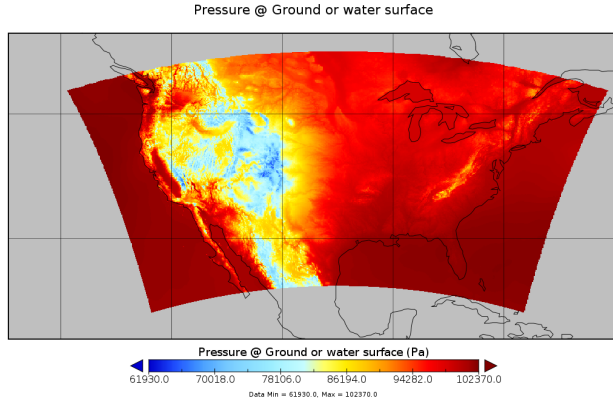 Pressure @ Ground or water surface
Pressure @ Ground or water surface (Pa)
61930.0 70018.0 78106.0 86194.0 94282.0 102370.0
Data Min = 61930.0, Max = 102370.0